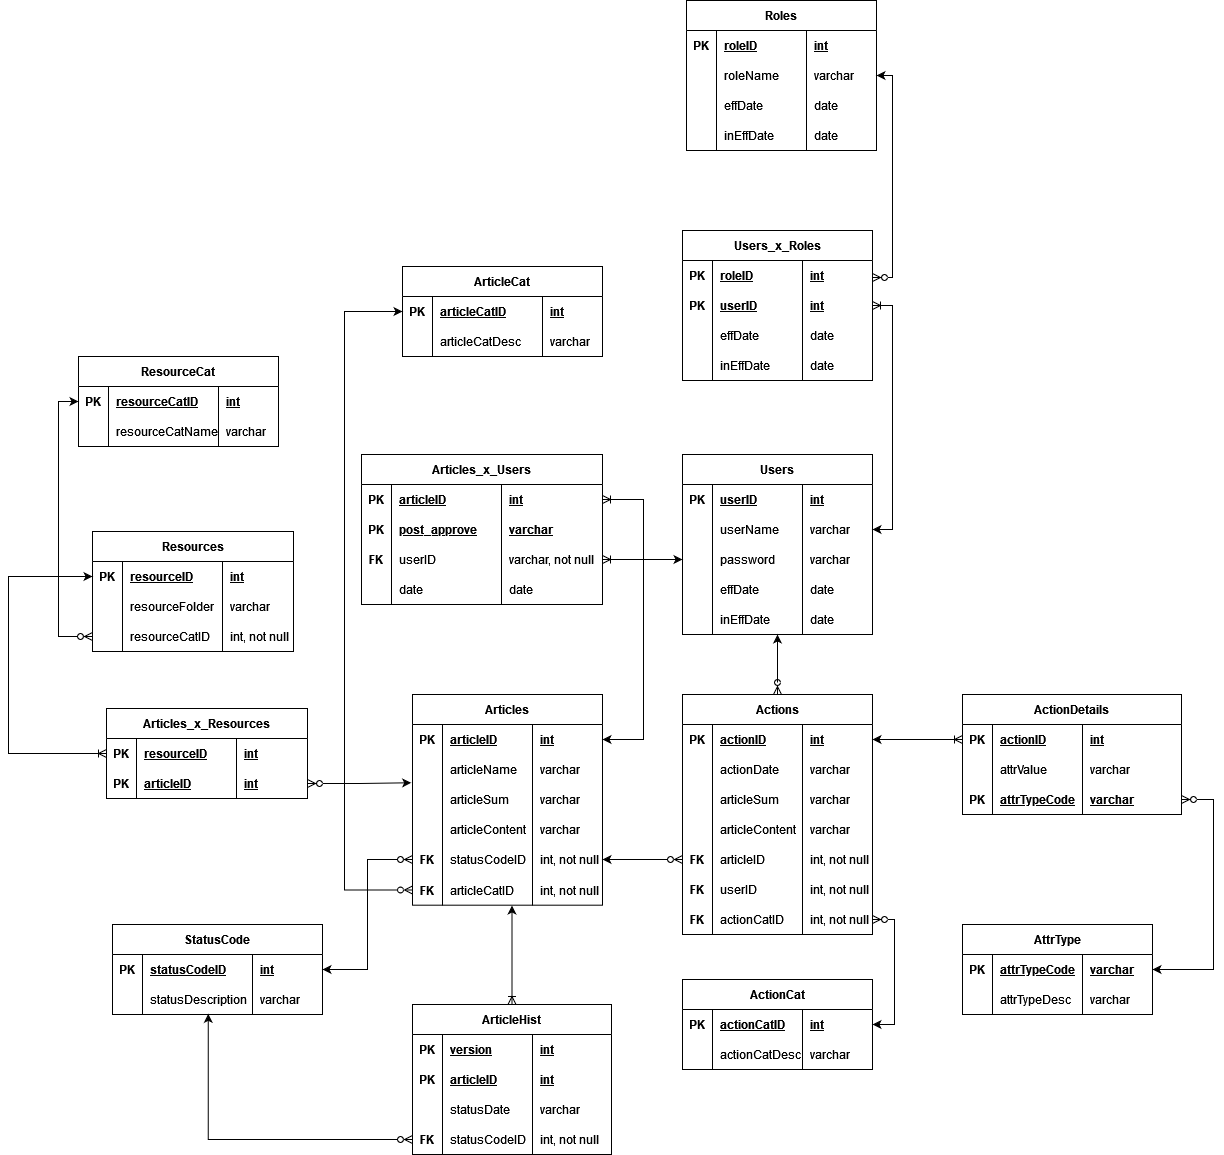 Roles
PK roleID int
roleName varchar
effDate date
inEffDate date
Users_x_Roles
PK roleID int
PK userID int
effDate date
inEffDate date
ArticleCat
PK articleCatID int
articleCatDesc varchar
ResourceCat
PK resourceCatID int
resourceCatName varchar
Articles_x_Users
PK articleID int
PK post_approve varchar
FK userID varchar, not null
date date
Users
PK userID int
userName varchar
password varchar
effDate date
inEffDate date
Resources
PK resourceID int
resourceFolder varchar
resourceCatID int, not null
Articles_x_Resources
PK resourceID int
PK articleID int
Articles
PK articleID int
articleName varchar
articleSum varchar
articleContent varchar
FK statusCodeID int, not null
FK articleCatID int, not null
Actions
PK actionID int
actionDate varchar
articleSum varchar
articleContent varchar
FK articleID int, not null
FK userID int, not null
FK actionCatID int, not null
ActionDetails
PK actionID int
attrValue varchar
PK attrTypeCode varchar
StatusCode
PK statusCodeID int
statusDescription varchar
AttrType
PK attrTypeCode varchar
attrTypeDesc varchar
ActionCat
PK actionCatID int
actionCatDesc varchar
ArticleHist
PK version int
PK articleID int
statusDate varchar
FK statusCodeID int, not null